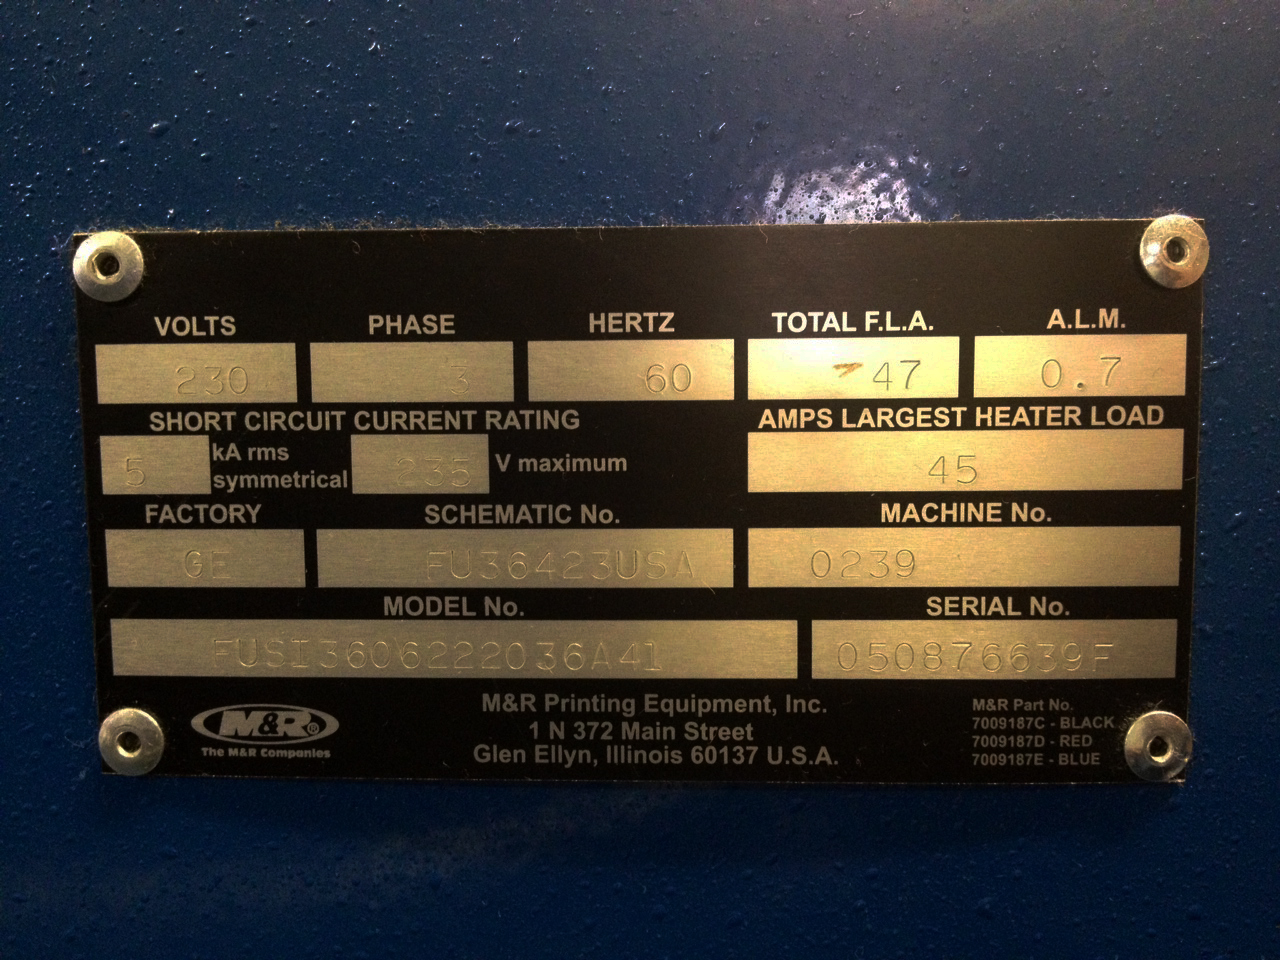 VOLTS PHASE HERTZ TOTAL F.L.A. A.L.M.
230 3 60 47 0.7
SHORT CIRCUIT CURRENT RATING AMPS LARGEST HEATER LOAD
5 kA rms symmetrical 235 V maximum 45
FACTORY SCHEMATIC No. MACHINE No.
GE FU36423USA 0239
MODEL No. SERIAL No.
FUSI3606222036A41 050876639F
M&R®
The M&R Companies
M&R Printing Equipment, Inc.
1 N 372 Main Street
Glen Ellyn, Illinois 60137 U.S.A.
M&R Part No.
7009187C - BLACK
7009187D - RED
7009187E - BLUE